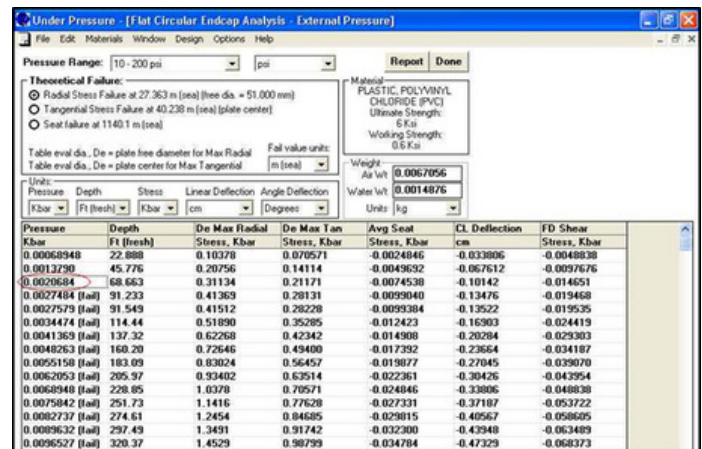 Under Pressure - [Flat Circular Endcap Analysis - External Pressure]
File Edit Materials Window Design Options Help
Pressure Range: 10 - 200 psi psi Report Done
Theoretical Failure:
Radial Stress Failure at 27.363 m (sea) (free dia. = 51.000 mm)
Tangential Stress Failure at 40.238 m (sea) (plate center)
Seat failure at 1140.1 m (sea)
Table eval dia., De = plate free diameter for Max Radial
Table eval dia., De = plate center for Max Tangential
Fail value units:
m (sea)
Material
PLASTIC, POLYVINYL
CHLORIDE (PVC)
Ultimate Strength:
6 Ksi
Working Strength:
0.6 Ksi
Weight
Air Wt 0.0067056
Water Wt 0.0014876
Units kg
Units:
Pressure Depth Stress Linear Deflection Angle Deflection
Kbar Ft (fresh) Kbar cm Degrees
Pressure Depth De Max Radial De Max Tan Avg Seat CL Deflection FD Shear
Kbar Ft (fresh) Stress, Kbar Stress, Kbar Stress, Kbar cm Stress, Kbar
0.00068948 22.888 0.10378 0.070571 -0.0024846 -0.033806 -0.0048838
0.0013790 45.776 0.20756 0.14114 -0.0049692 -0.067612 -0.0097676
0.0020684 68.663 0.31134 0.21171 -0.0074538 -0.10142 -0.014651
0.0027484 (fail) 91.233 0.41369 0.28131 -0.0099040 -0.13476 -0.019468
0.0027579 (fail) 91.549 0.41512 0.28228 -0.0099384 -0.13522 -0.019535
0.0034474 (fail) 114.44 0.51890 0.35285 -0.012423 -0.16903 -0.024419
0.0041369 (fail) 137.32 0.62268 0.42342 -0.014908 -0.20284 -0.029303
0.0048263 (fail) 160.20 0.72646 0.49400 -0.017392 -0.23664 -0.034187
0.0055158 (fail) 183.09 0.83024 0.56457 -0.019877 -0.27045 -0.039070
0.0062053 (fail) 205.97 0.93402 0.63514 -0.022361 -0.30426 -0.043954
0.0068948 (fail) 228.85 1.0378 0.70571 -0.024846 -0.33806 -0.048838
0.0075842 (fail) 251.73 1.1416 0.77628 -0.027331 -0.37187 -0.053722
0.0082737 (fail) 274.61 1.2454 0.84685 -0.029815 -0.40567 -0.058605
0.0089632 (fail) 297.49 1.3491 0.91742 -0.032300 -0.43948 -0.063489
0.0096527 (fail) 320.37 1.4529 0.98799 -0.034784 -0.47329 -0.068373